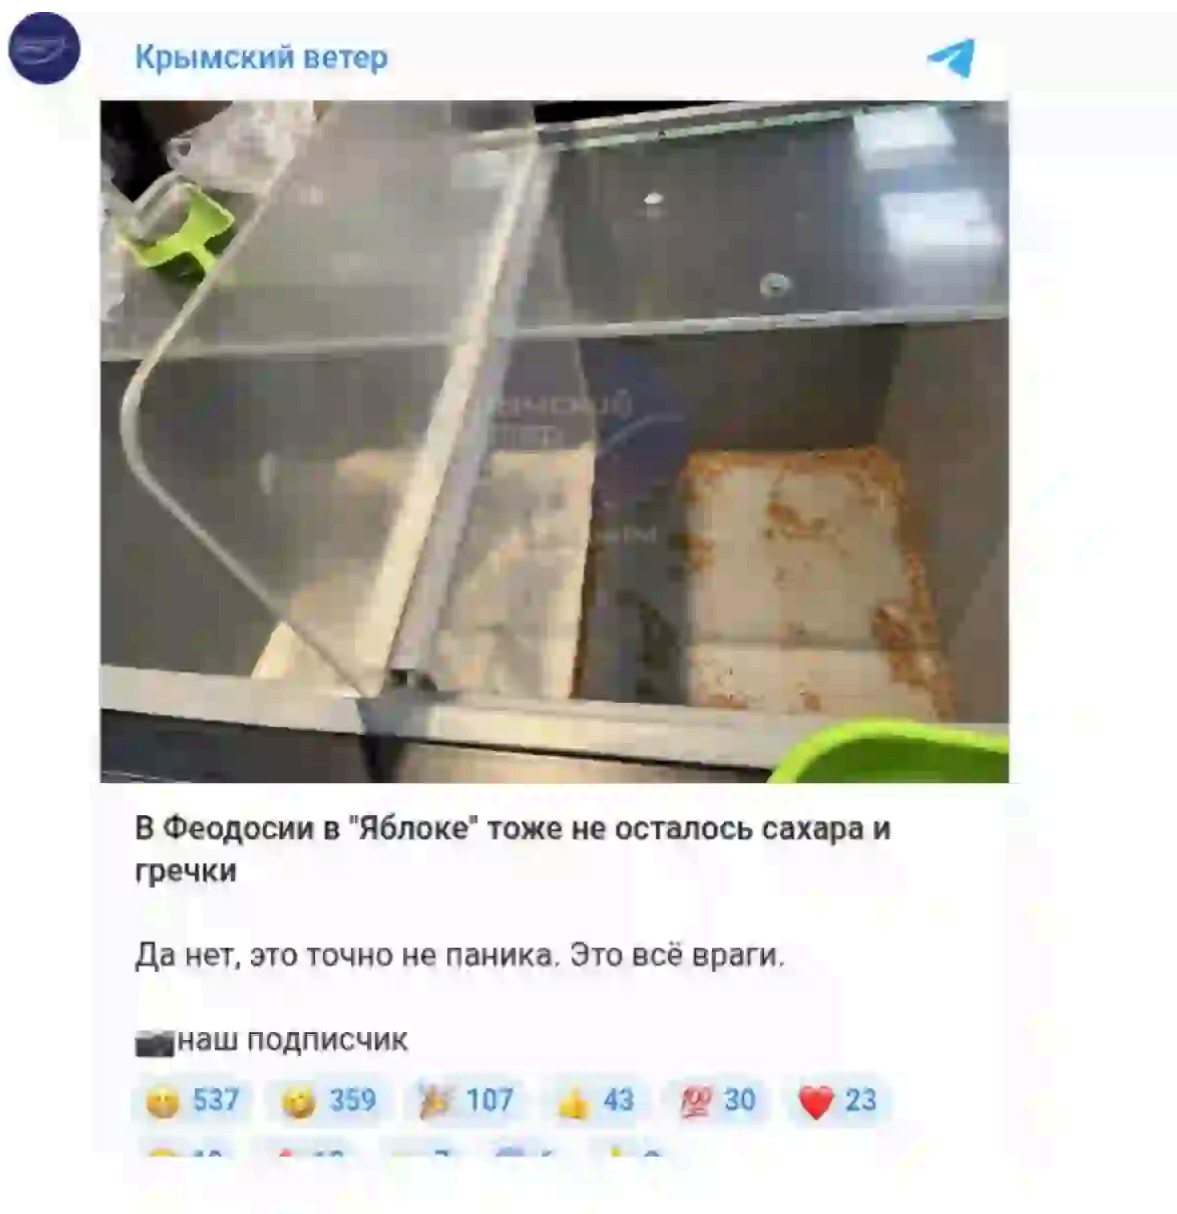 Крымский ветер
В Феодосии в "Яблоке" тоже не осталось сахара и
гречки
Да нет, это точно не паника. Это всё враги.
наш подписчик
537 359 107 43 30 23